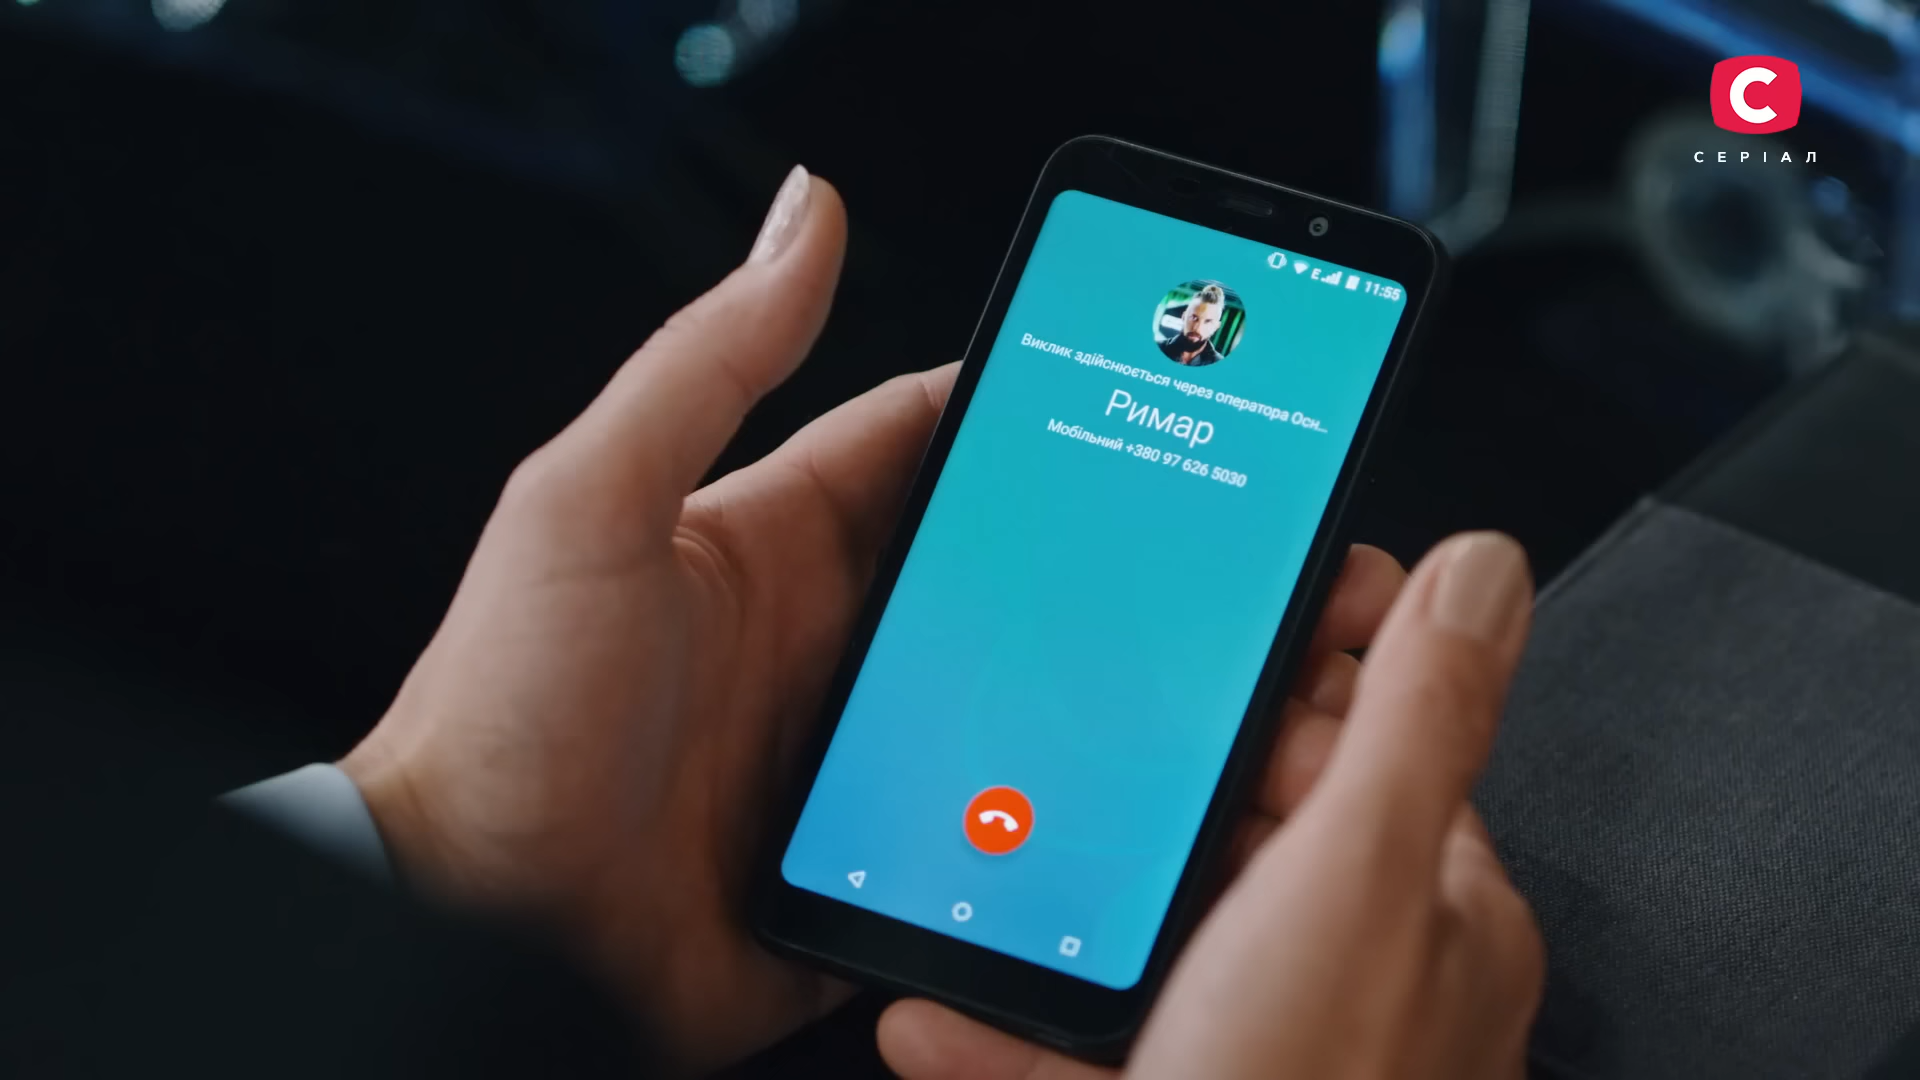 С
СЕРІАЛ
E 11:55
Виклик здійснюється через оператора Осн...
Римар
Мобільний +380 97 626 5030